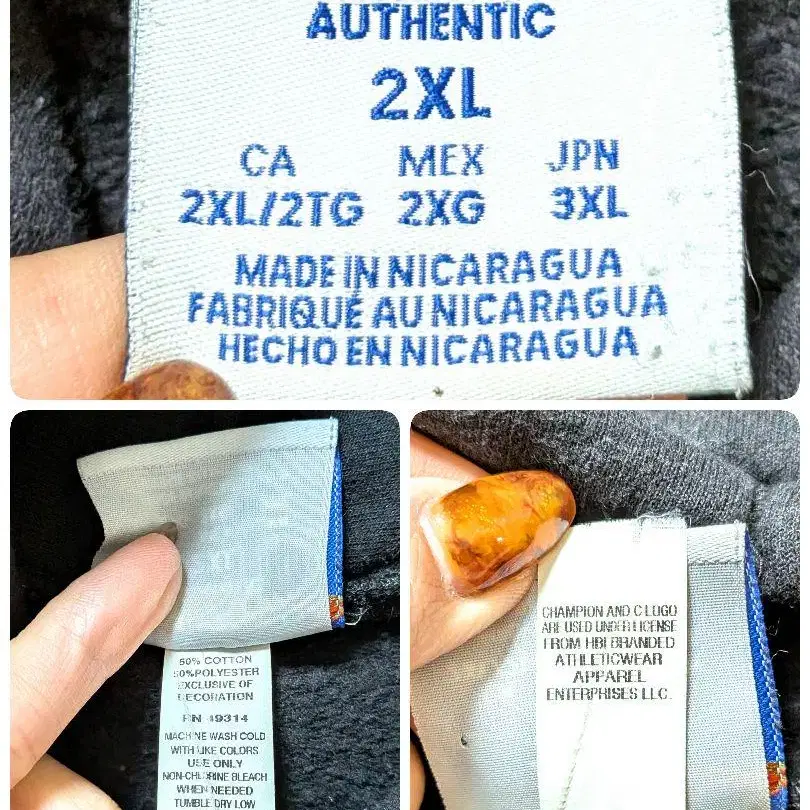 AUTHENTIC
2XL
CA MEX JPN
2XL/2TG 2XG 3XL
MADE IN NICARAGUA
FABRIQUÉ AU NICARAGUA
HECHO EN NICARAGUA
50% COTTON
50%POLYESTER
EXCLUSIVE OF
DECORATION
RN 49314
MACHINE WASH COLD
WITH LIKE COLORS
USE ONLY
NON-CHLORINE BLEACH
WHEN NEEDED
TUMBLE DRY LOW
CHAMPION AND C LOGO
ARE USED UNDER LICENSE
FROM HBI BRANDED
ATHLETICWEAR
APPAREL
ENTERPRISES LLC.